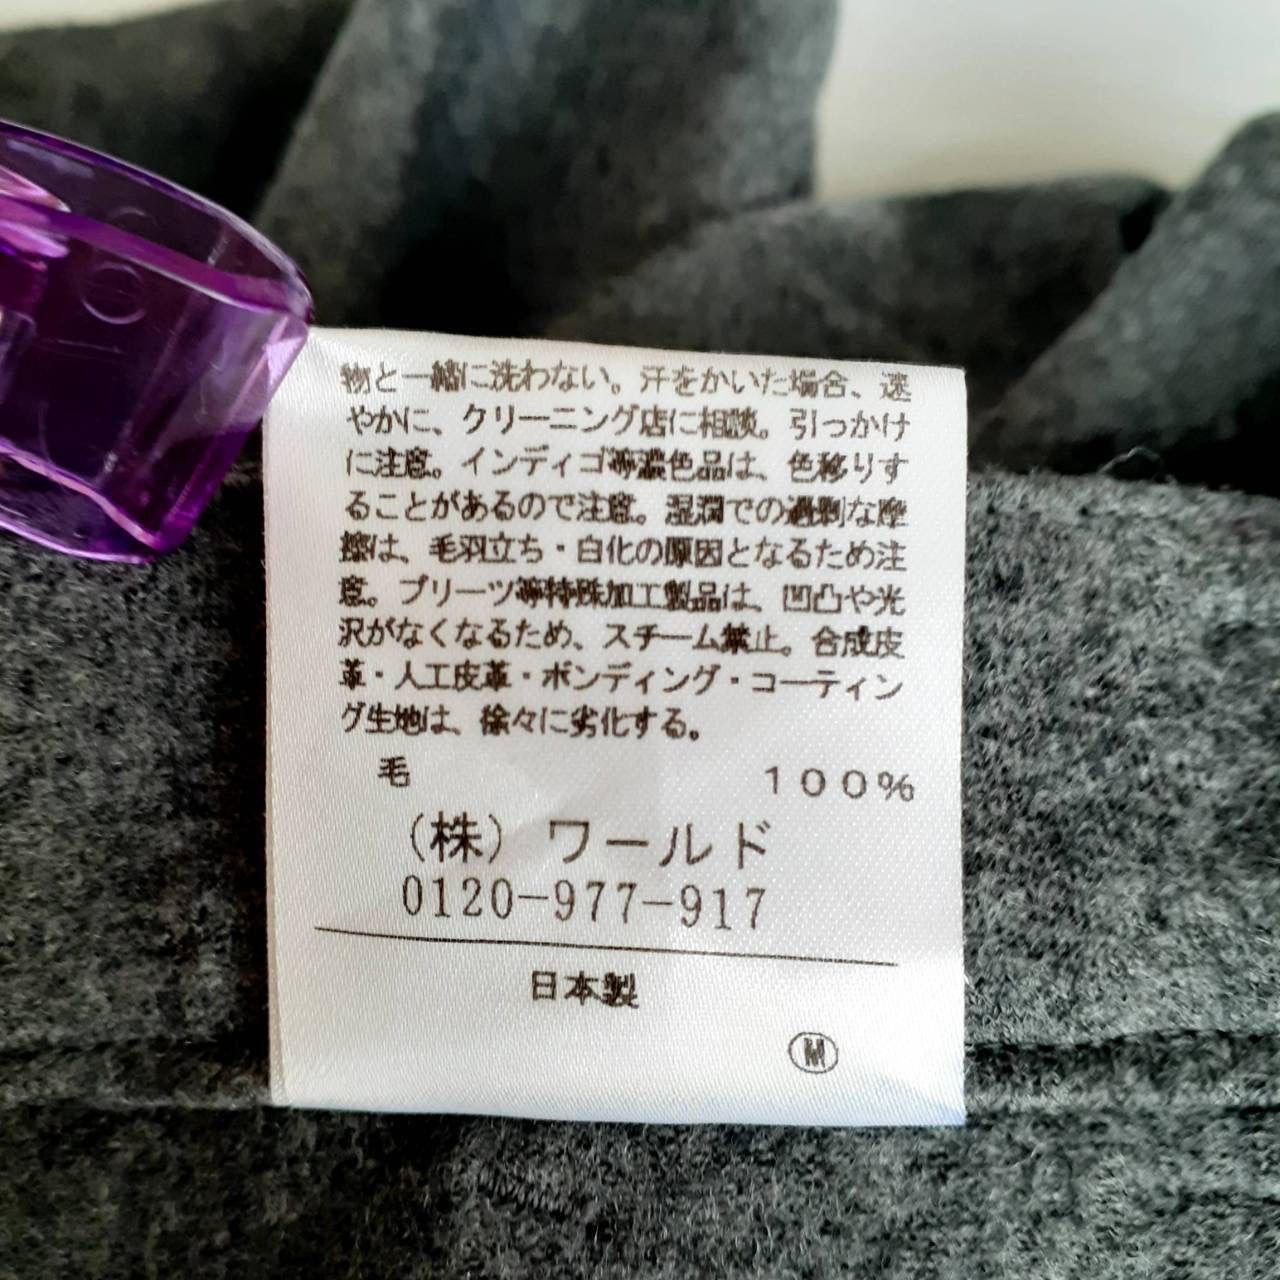 物と一緒に洗わない。汗をかいた場合、速
やかに、クリーニング店に相談。引っかけ
に注意。インディゴ等濃色品は、色移りす
ることがあるので注意。湿潤での過剰な摩
擦は、毛羽立ち・白化の原因となるため注
意。プリーツ等特殊加工製品は、凹凸や光
沢がなくなるため、スチーム禁止。合成皮
革・人工皮革・ボンディング・コーティン
グ生地は、徐々に劣化する。
毛 100%
(株) ワールド
0120-977-917
日本製
Ⓜ